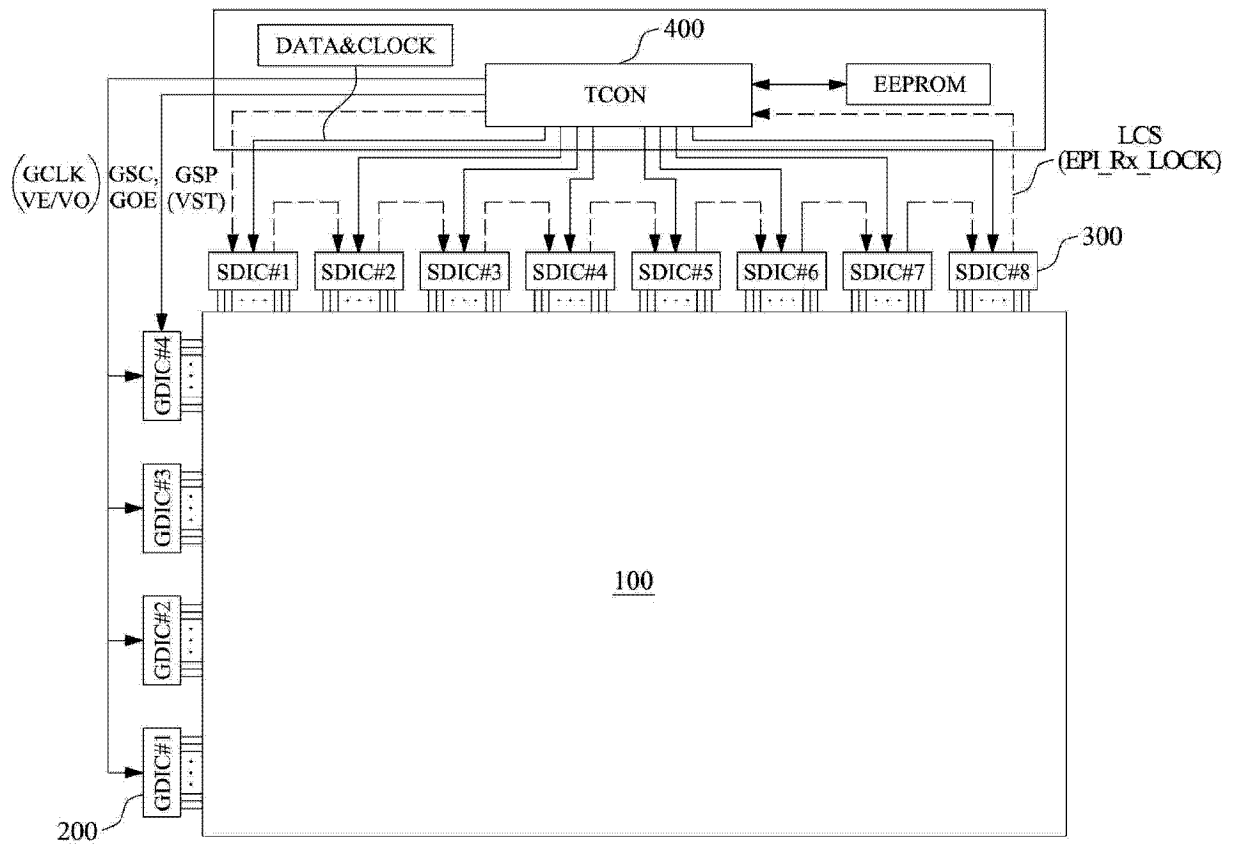 400
DATA&CLOCK
TCON
EEPROM
LCS
(EPI_Rx_LOCK)
(GCLK
VE/VO)
GSC,
GOE
GSP
(VST)
300
SDIC#1
SDIC#2
SDIC#3
SDIC#4
SDIC#5
SDIC#6
SDIC#7
SDIC#8
GDIC#4
GDIC#3
100
GDIC#2
GDIC#1
200